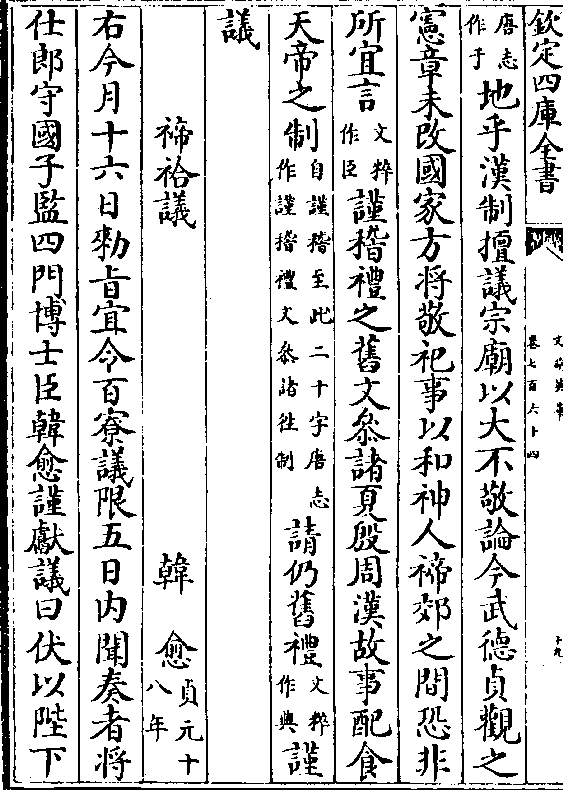 欽定四庫全書
文苑英華
卷七百六十四
十九
唐志作于地乎漢制擅議宗廟以大不敬論今武德貞觀之
憲章未改國家方將敬祀事以和神人禘郊之間恐非
所宜言文粹作臣謹稽禮之舊文叅諸夏殷周漢故事配食
天帝之制自謹稽至此二十字唐志作謹稽禮文叅諸徃制請仍舊禮文粹作典謹
議
禘祫議 韓愈貞元十八年
右今月十六日勑旨宜令百寮議限五日内聞奏者將
仕郎守國子監四門博士臣韓愈謹獻議曰伏以陛下